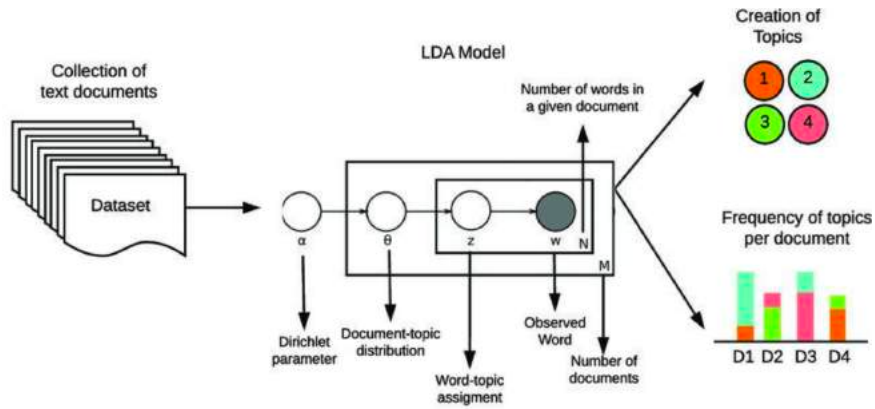 Collection of
text documents
Dataset
LDA Model
Number of words in
a given document
α
θ
z
w
N
M
Dirichlet
parameter
Document-topic
distribution
Word-topic
assigment
Observed
Word
Number of
documents
Creation of
Topics
1
2
3
4
Frequency of topics
per document
D1 D2 D3 D4